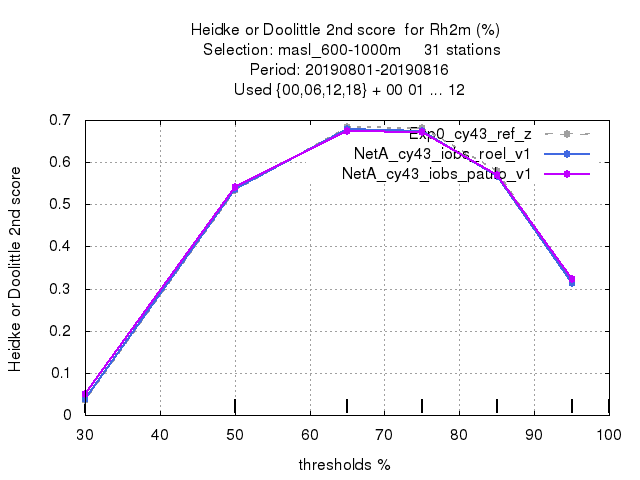 Heidke or Doolittle 2nd score for Rh2m (%)
Selection: masl_600-1000m 31 stations
Period: 20190801-20190816
Used {00,06,12,18} + 00 01 ... 12
Heidke or Doolittle 2nd score
0.7
0.6
0.5
0.4
0.3
0.2
0.1
0
Exp0_cy43_ref_z
NetA_cy43_iobs_roel_v1
NetA_cy43_iobs_paulo_v1
30 40 50 60 70 80 90 100
thresholds %